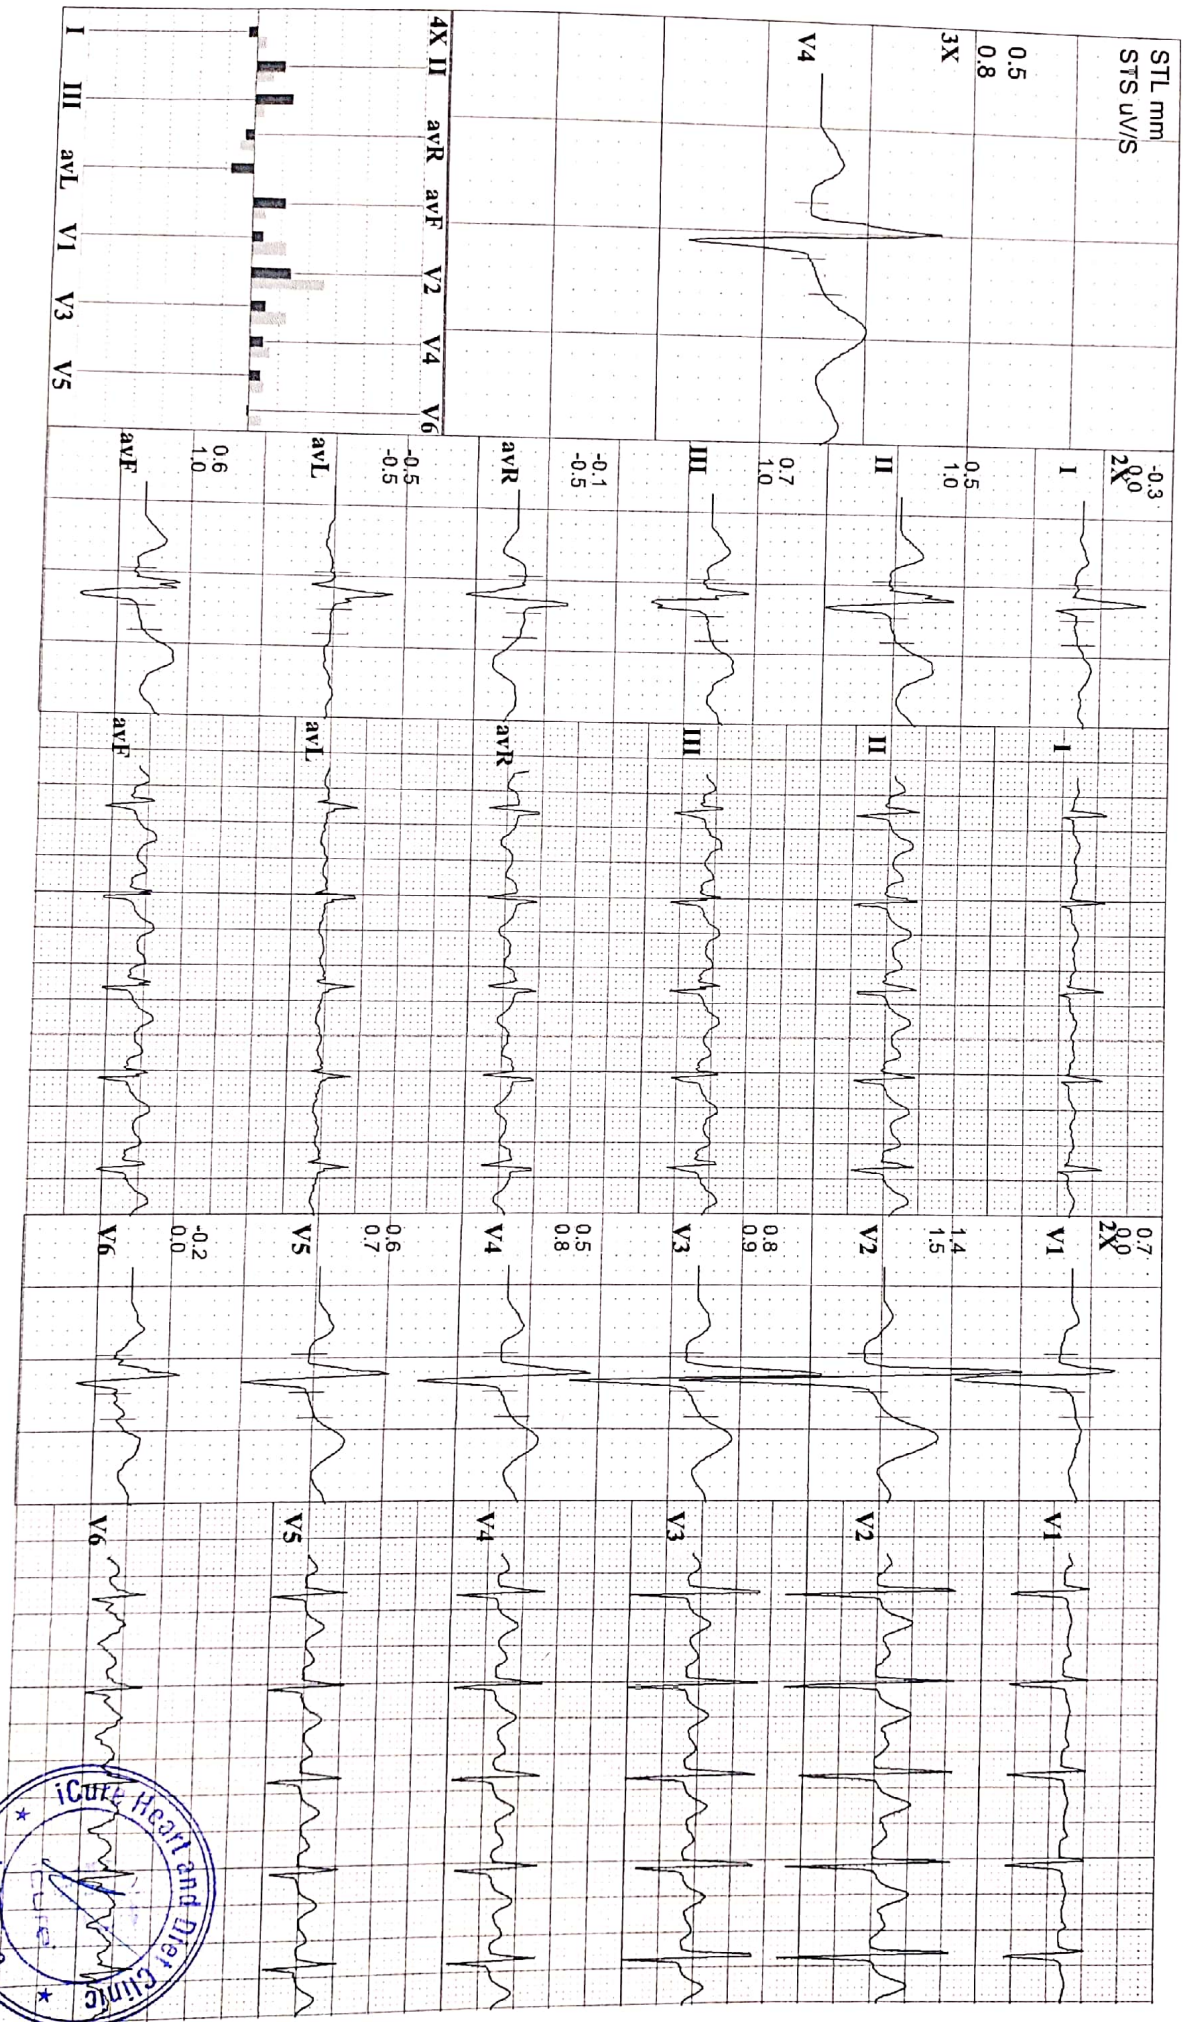 STL mm
STS uV/S
0.5
0.8
3X
V4
4X
II
avR
avF
V2
V4
V6
I
III
avL
V1
V3
V5
-0.3
0.0
2X
I
0.5
1.0
II
0.7
1.0
III
-0.1
-0.5
avR
-0.5
-0.5
avL
0.6
1.0
avF
I
II
III
avR
avL
avF
0.7
0.0
2X
V1
1.4
1.5
V2
0.8
0.9
V3
0.5
0.8
V4
0.6
0.7
V5
-0.2
0.0
V6
V1
V2
V3
V4
V5
V6
iCure Heart and Diet Clinic